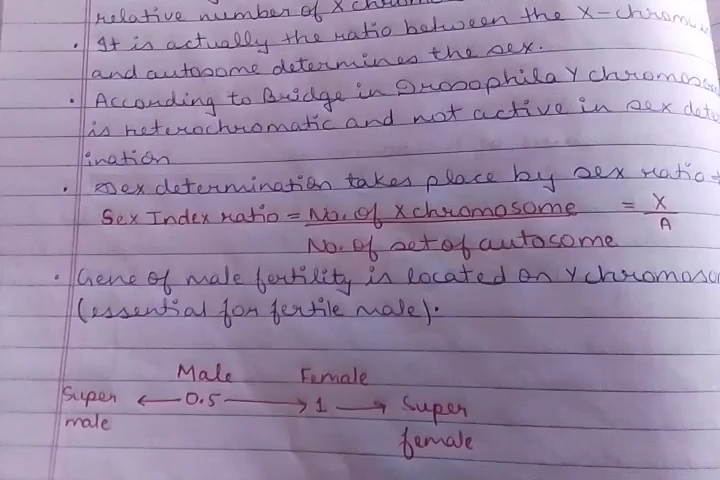 relative number of X chrom
• It is actually the ratio between the X-chrom
and autosome determines the sex.
• According to Bridge in Drosophila Y chromoso
is heterochromatic and not active in sex det
ination
• Sex determination takes place by sex ratio
Sex Index ratio = No. of X chromosome = X
No. of set of autosome A
• Gene of male fertility is located on Y chromoso
(essential for fertile male).
Male Female
Super ← 0.5 → 1 → Super
male female